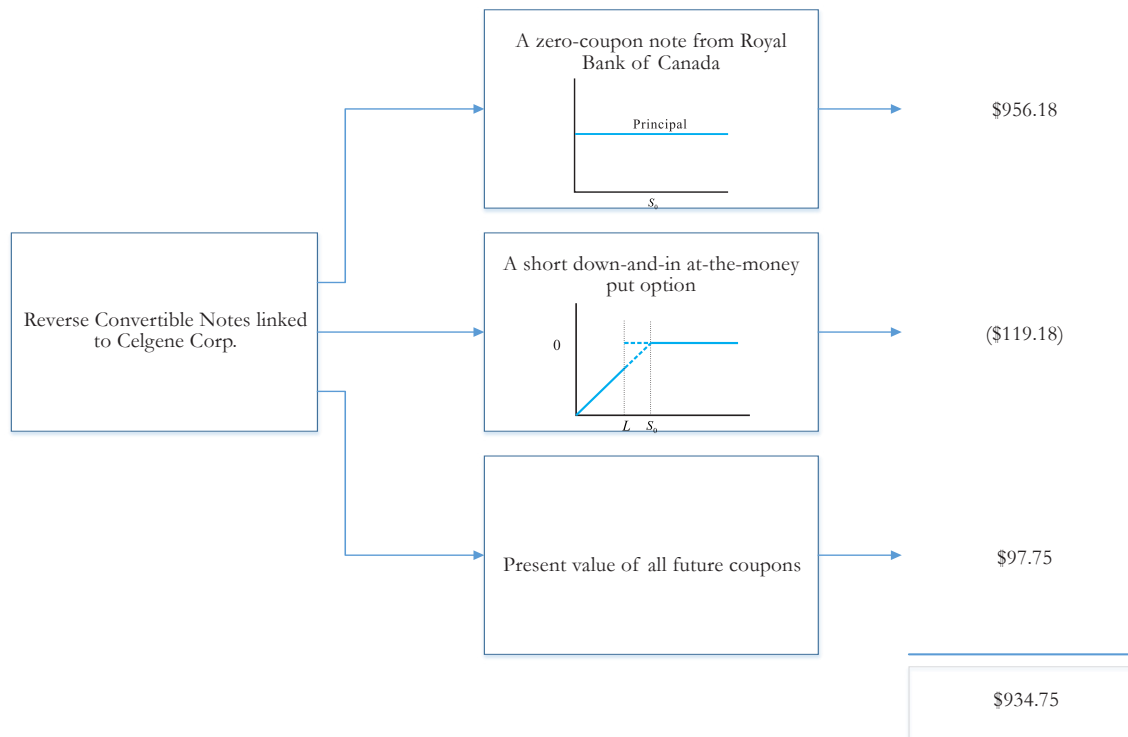 A zero-coupon note from Royal
Bank of Canada
Principal
S₀
$956.18
Reverse Convertible Notes linked
to Celgene Corp.
A short down-and-in at-the-money
put option
0
L S₀
($119.18)
Present value of all future coupons
$97.75
$934.75